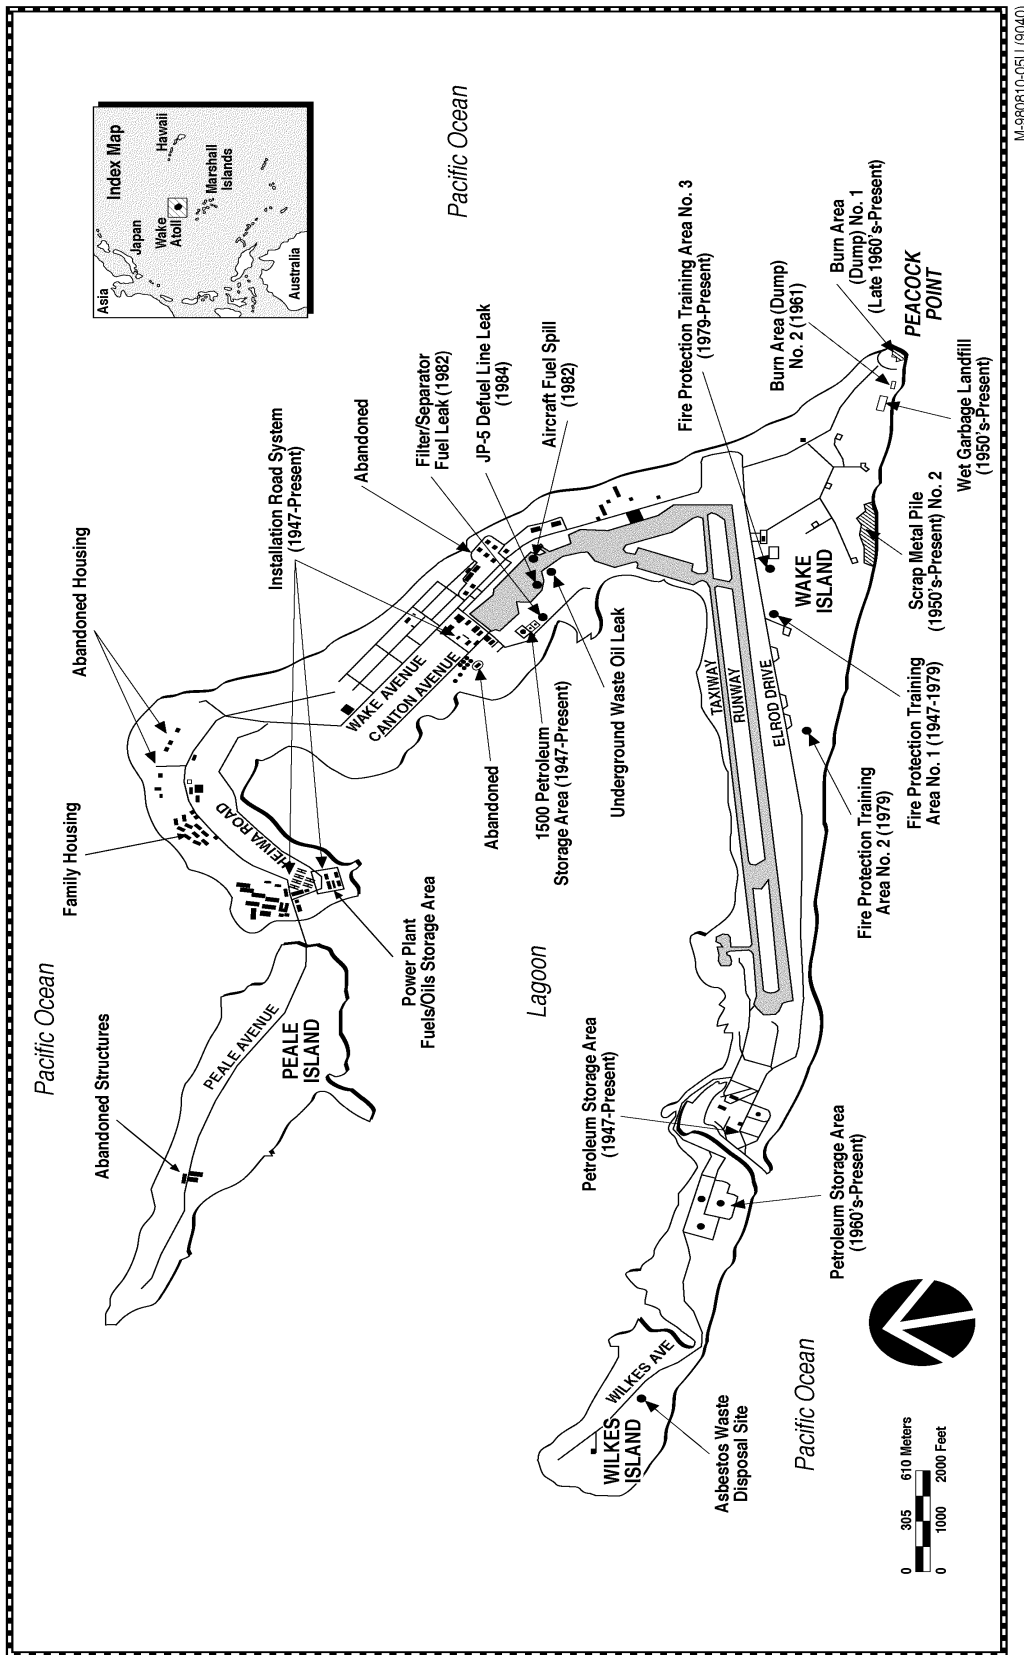 M-980810-05U (9040)
Index Map
Asia
Japan
Hawaii
Wake
Atoll
Marshall
Islands
Australia
Pacific Ocean
Pacific Ocean
Pacific Ocean
Lagoon
Abandoned Structures
PEALE AVENUE
PEALE
ISLAND
Family Housing
Abandoned Housing
HEIWA ROAD
Power Plant
Fuels/Oils Storage Area
Installation Road System
(1947-Present)
WAKE AVENUE
CANTON AVENUE
Abandoned
Abandoned
Filter/Separator
Fuel Leak (1982)
JP-5 Defuel Line Leak
(1984)
Aircraft Fuel Spill
(1982)
1500 Petroleum
Storage Area (1947-Present)
Underground Waste Oil Leak
Fire Protection Training Area No. 3
(1979-Present)
Burn Area (Dump)
No. 2 (1961)
Burn Area
(Dump) No. 1
(Late 1960's-Present)
PEACOCK
POINT
Wet Garbage Landfill
(1950's-Present)
Scrap Metal Pile
(1950's-Present) No. 2
WAKE
ISLAND
TAXIWAY
RUNWAY
ELROD DRIVE
Fire Protection Training
Area No. 1 (1947-1979)
Fire Protection Training
Area No. 2 (1979)
Petroleum Storage Area
(1947-Present)
Petroleum Storage Area
(1960's-Present)
WILKES AVE
WILKES
ISLAND
Asbestos Waste
Disposal Site
0 305 610 Meters
0 1000 2000 Feet